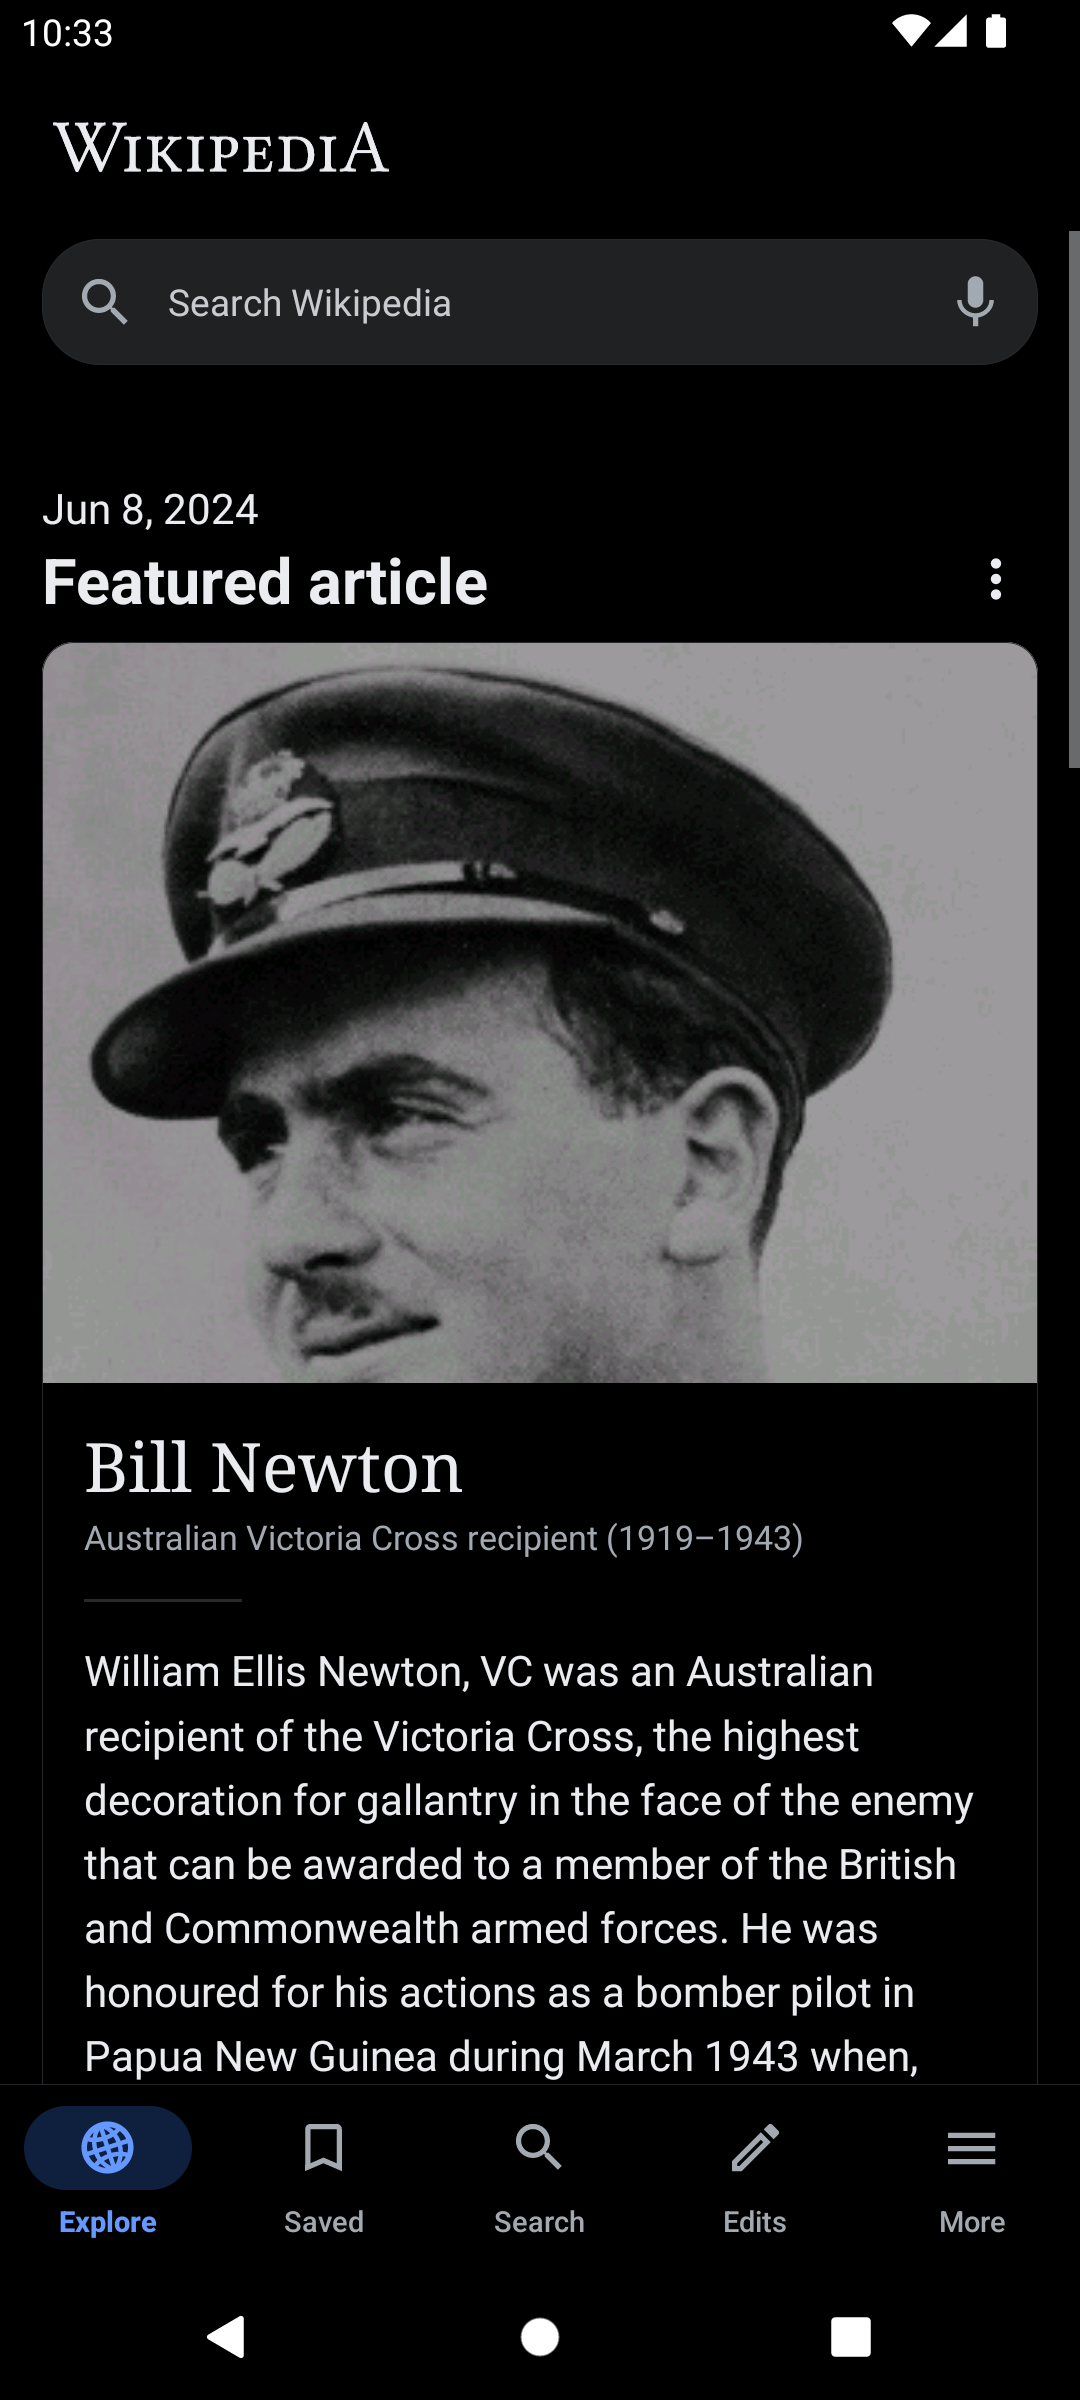 10:33
WIKIPEDIA
Search Wikipedia
Jun 8, 2024
Featured article
Bill Newton
Australian Victoria Cross recipient (1919–1943)
William Ellis Newton, VC was an Australian
recipient of the Victoria Cross, the highest
decoration for gallantry in the face of the enemy
that can be awarded to a member of the British
and Commonwealth armed forces. He was
honoured for his actions as a bomber pilot in
Papua New Guinea during March 1943 when,
Explore
Saved
Search
Edits
More